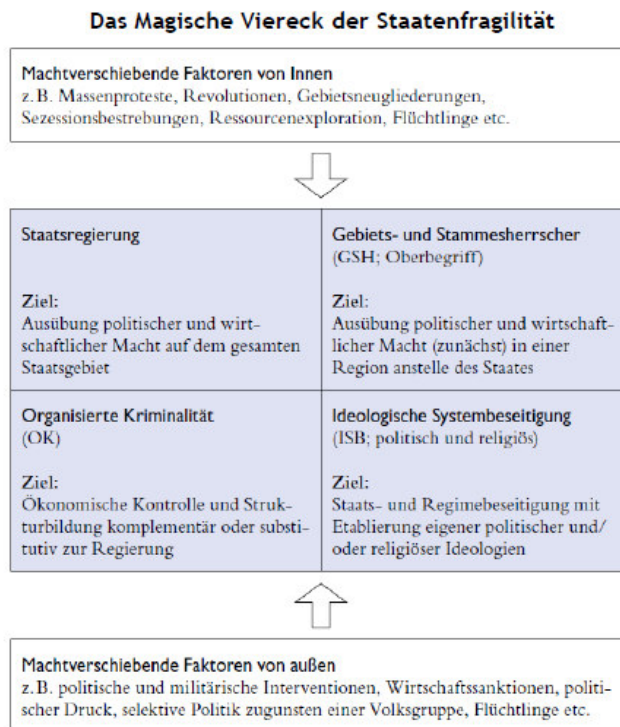 Das Magische Viereck der Staatenfragilität
Machtverschiebende Faktoren von Innen
z. B. Massenproteste, Revolutionen, Gebietsneugliederungen,
Sezessionsbestrebungen, Ressourcenexploration, Flüchtlinge etc.
Staatsregierung
Ziel:
Ausübung politischer und wirt-
schaftlicher Macht auf dem gesamten
Staatsgebiet
Gebiets- und Stammesherrscher
(GSH; Oberbegriff)
Ziel:
Ausübung politischer und wirtschaft-
licher Macht (zunächst) in einer
Region anstelle des Staates
Organisierte Kriminalität
(OK)
Ziel:
Ökonomische Kontrolle und Struk-
turbildung komplementär oder substi-
tutiv zur Regierung
Ideologische Systembeseitigung
(ISB; politisch und religiös)
Ziel:
Staats- und Regimebeseitigung mit
Etablierung eigener politischer und/
oder religiöser Ideologien
Machtverschiebende Faktoren von außen
z. B. politische und militärische Interventionen, Wirtschaftssanktionen, politi-
scher Druck, selektive Politik zugunsten einer Volksgruppe, Flüchtlinge etc.